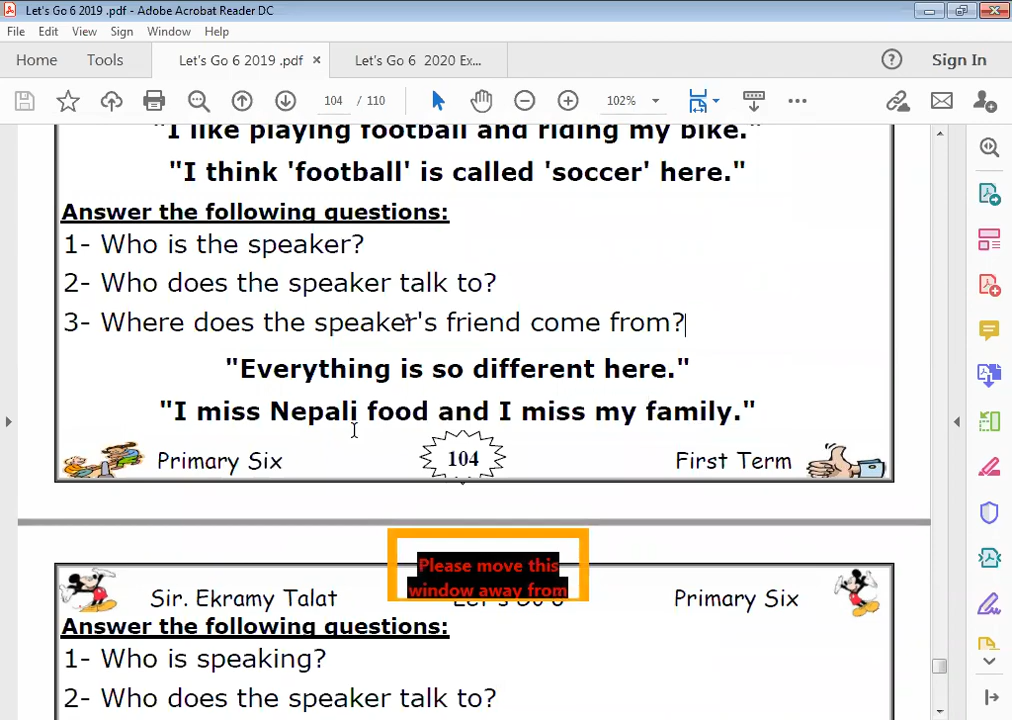 Let's Go 6 2019 .pdf - Adobe Acrobat Reader DC
File Edit View Sign Window Help
Home Tools Let's Go 6 2019 .pdf × Let's Go 6 2020 Ex... ? Sign In
104 / 110 102%
"I like playing football and riding my bike."
"I think 'football' is called 'soccer' here."
Answer the following questions:
1- Who is the speaker?
2- Who does the speaker talk to?
3- Where does the speaker's friend come from?
"Everything is so different here."
"I miss Nepali food and I miss my family."
Primary Six 104 First Term
Please move this
window away from
Sir. Ekramy Talat Let's Go 6 Primary Six
Answer the following questions:
1- Who is speaking?
2- Who does the speaker talk to?